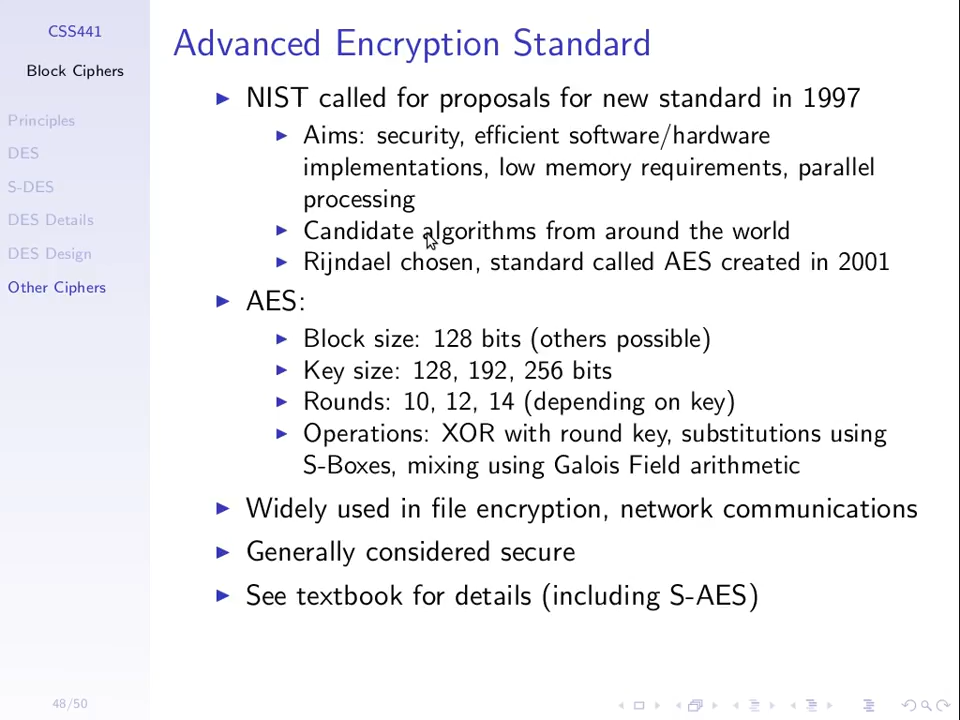 CSS441
Block Ciphers
Principles
DES
S-DES
DES Details
DES Design
Other Ciphers
48/50
Advanced Encryption Standard
NIST called for proposals for new standard in 1997
Aims: security, efficient software/hardware
implementations, low memory requirements, parallel
processing
Candidate algorithms from around the world
Rijndael chosen, standard called AES created in 2001
AES:
Block size: 128 bits (others possible)
Key size: 128, 192, 256 bits
Rounds: 10, 12, 14 (depending on key)
Operations: XOR with round key, substitutions using
S-Boxes, mixing using Galois Field arithmetic
Widely used in file encryption, network communications
Generally considered secure
See textbook for details (including S-AES)